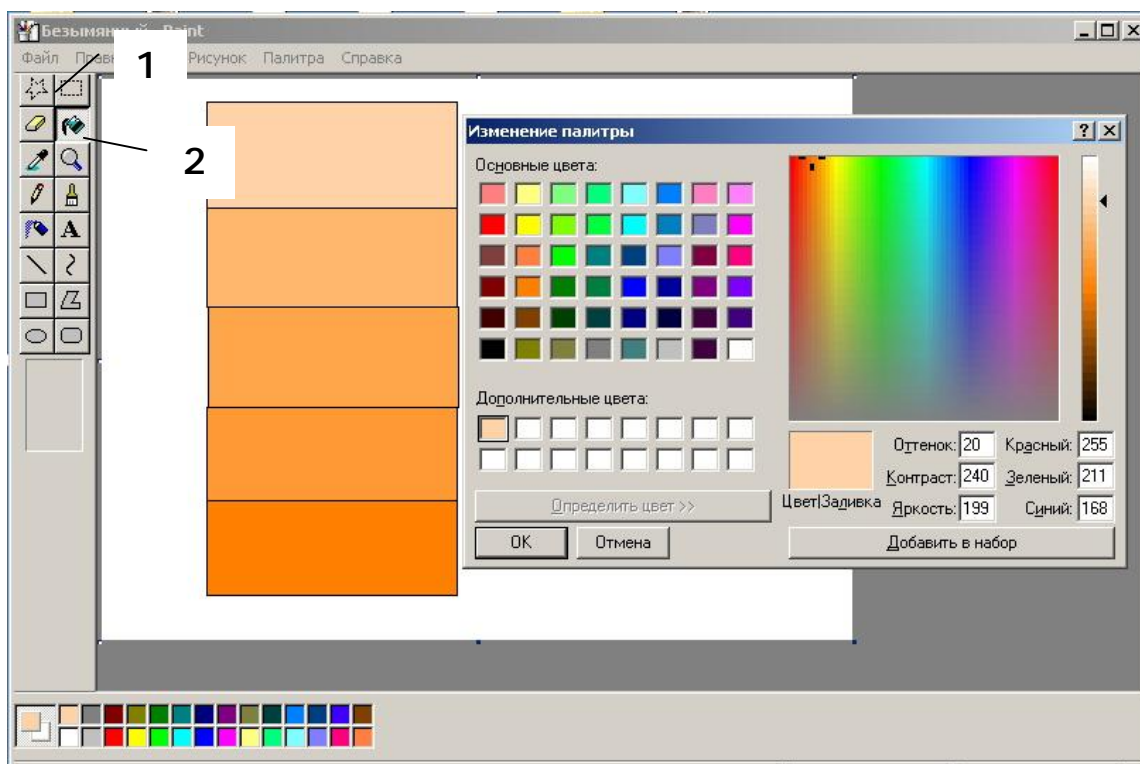 Безымянный - Paint
Файл Рисунок Палитра Справка
1
2
A
Изменение палитры
Основные цвета:
Дополнительные цвета:
Определить цвет >>
OK Отмена
Цвет|Заливка
Оттенок: 20 Красный: 255
Контраст: 240 Зеленый: 211
Яркость: 199 Синий: 168
Добавить в набор